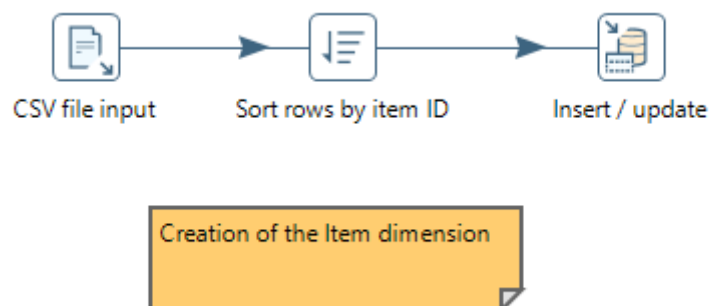 CSV file input
Sort rows by item ID
Insert / update
Creation of the Item dimension